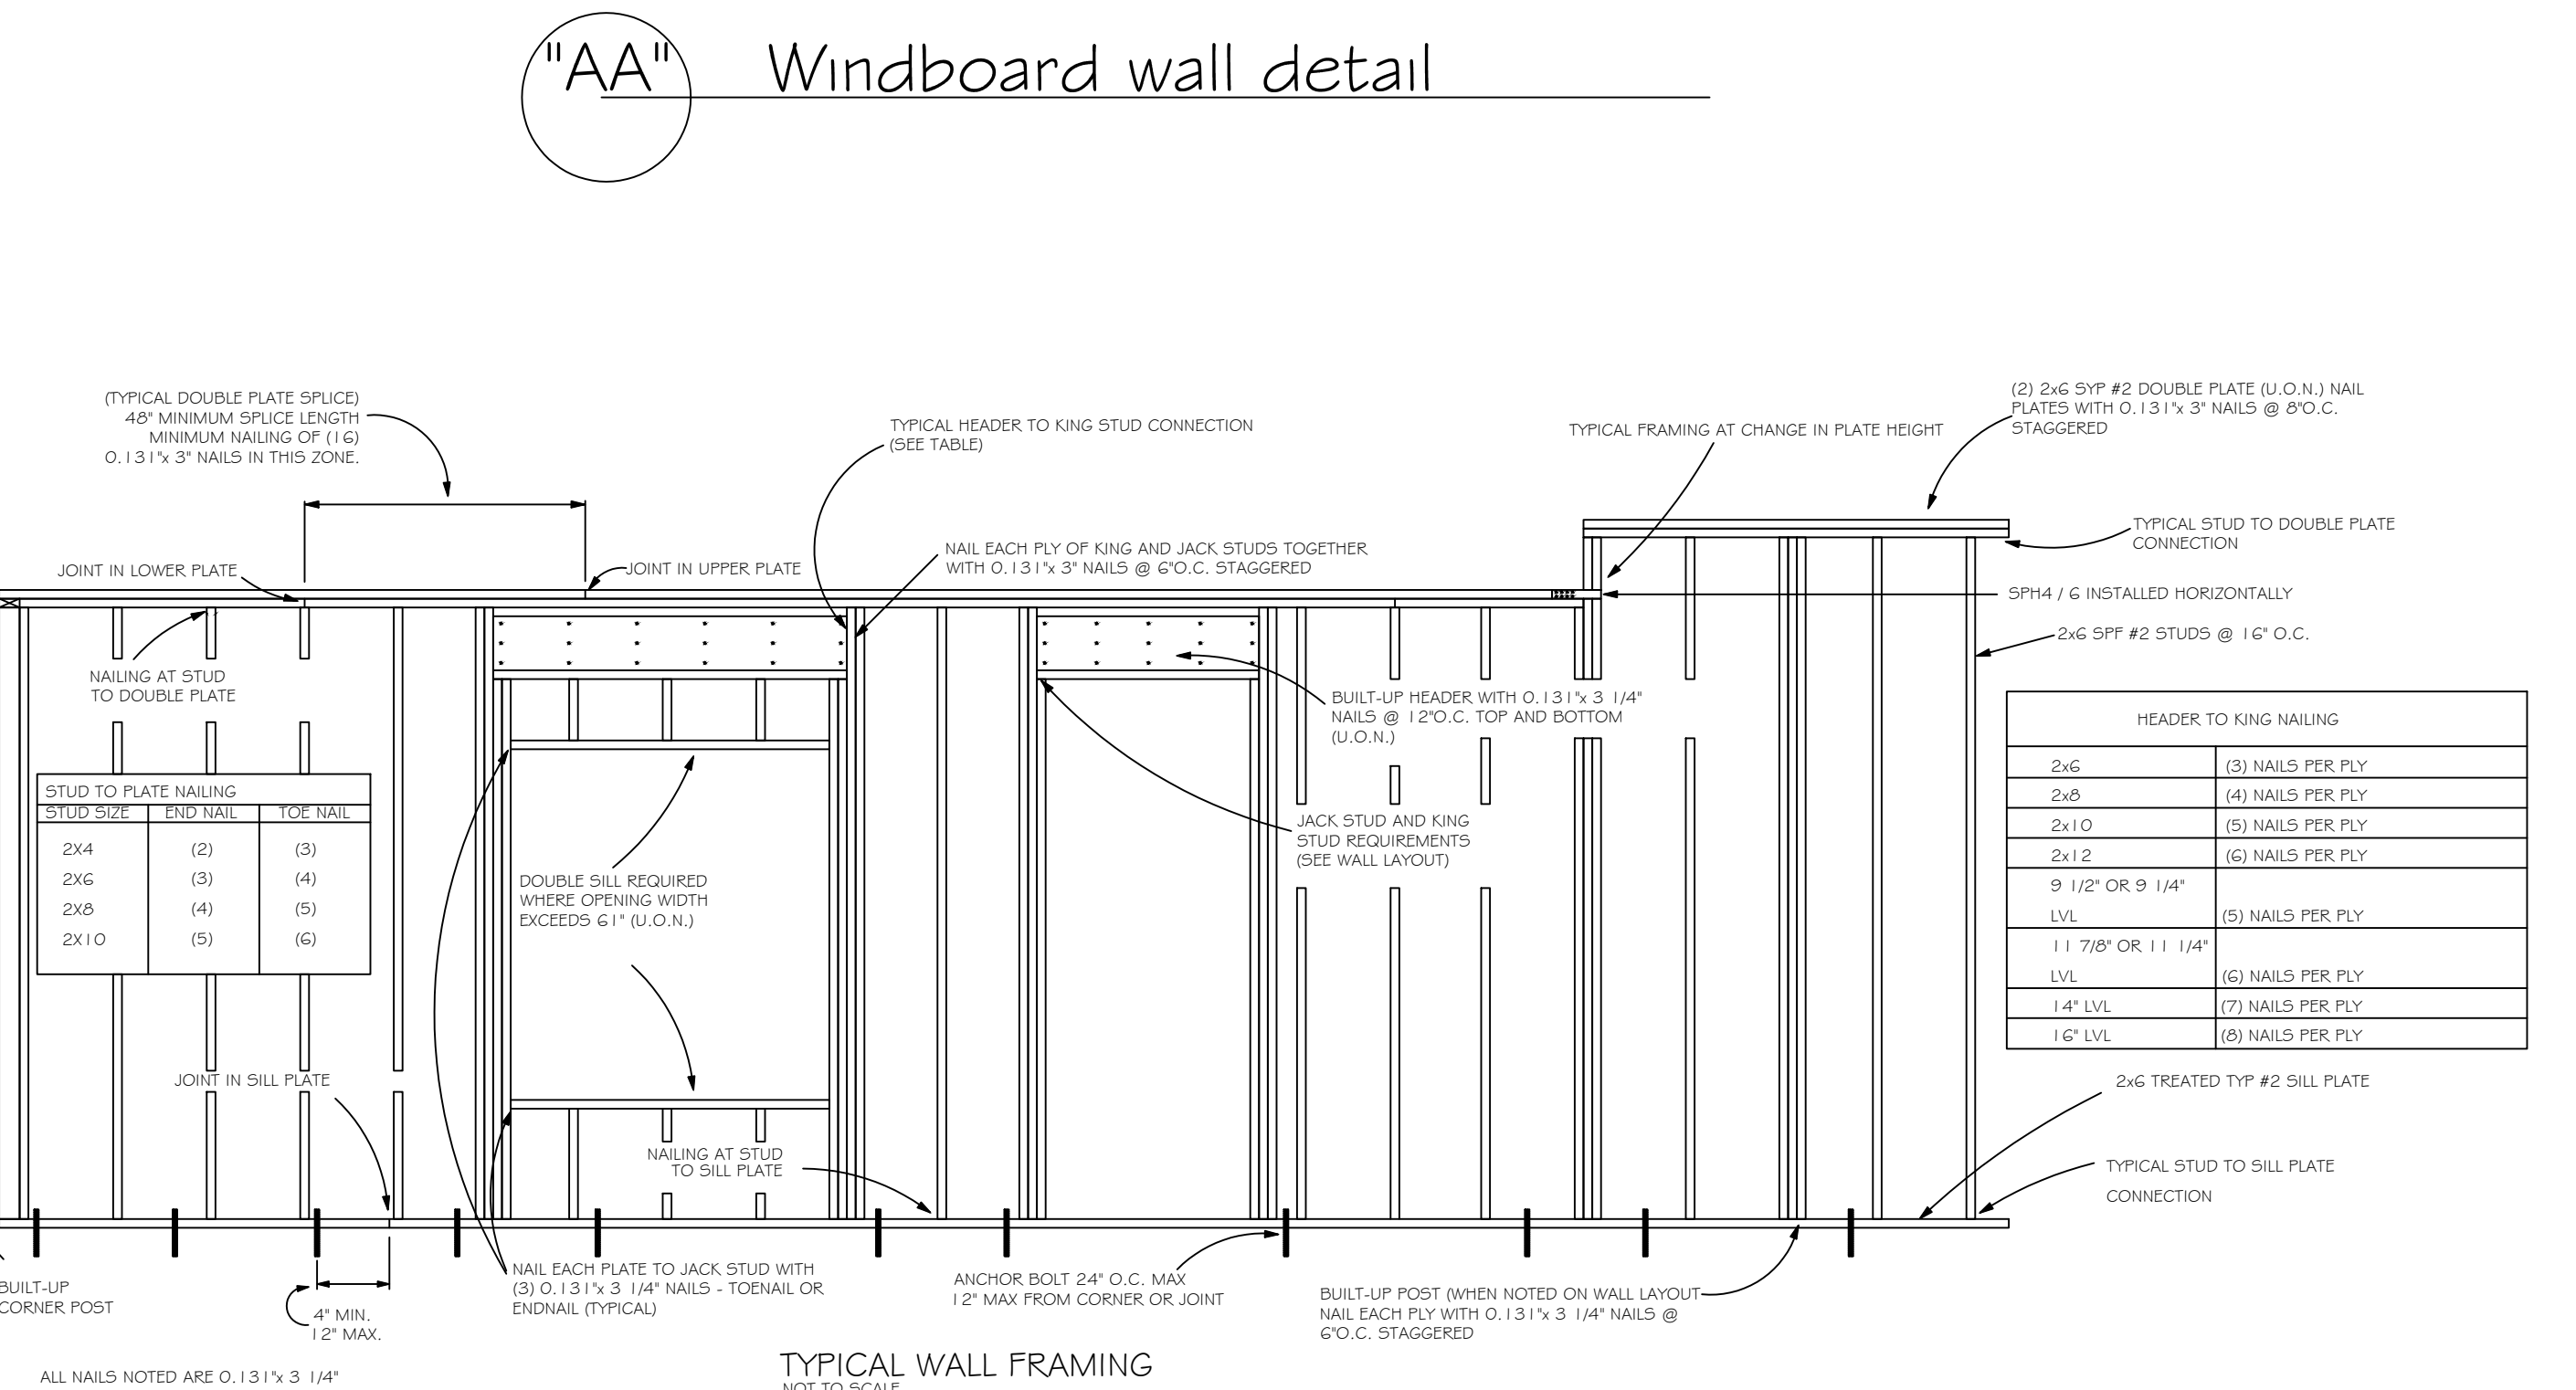 "AA" Windboard wall detail
(TYPICAL DOUBLE PLATE SPLICE)
48" MINIMUM SPLICE LENGTH
MINIMUM NAILING OF (16)
0.131"x 3" NAILS IN THIS ZONE.
TYPICAL HEADER TO KING STUD CONNECTION
(SEE TABLE)
TYPICAL FRAMING AT CHANGE IN PLATE HEIGHT
(2) 2x6 SYP #2 DOUBLE PLATE (U.O.N.) NAIL
PLATES WITH 0.131"x 3" NAILS @ 8"O.C.
STAGGERED
JOINT IN LOWER PLATE
JOINT IN UPPER PLATE
NAIL EACH PLY OF KING AND JACK STUDS TOGETHER
WITH 0.131"x 3" NAILS @ 6"O.C. STAGGERED
TYPICAL STUD TO DOUBLE PLATE
CONNECTION
SPH4 / 6 INSTALLED HORIZONTALLY
2x6 SPF #2 STUDS @ 16" O.C.
NAILING AT STUD
TO DOUBLE PLATE
BUILT-UP HEADER WITH 0.131"x 3 1/4"
NAILS @ 12"O.C. TOP AND BOTTOM
(U.O.N.)
HEADER TO KING NAILING
2x6 (3) NAILS PER PLY
2x8 (4) NAILS PER PLY
2x10 (5) NAILS PER PLY
2x12 (6) NAILS PER PLY
9 1/2" OR 9 1/4"
LVL (5) NAILS PER PLY
11 7/8" OR 11 1/4"
LVL (6) NAILS PER PLY
14" LVL (7) NAILS PER PLY
16" LVL (8) NAILS PER PLY
STUD TO PLATE NAILING
STUD SIZE END NAIL TOE NAIL
2X4 (2) (3)
2X6 (3) (4)
2X8 (4) (5)
2X10 (5) (6)
JACK STUD AND KING
STUD REQUIREMENTS
(SEE WALL LAYOUT)
DOUBLE SILL REQUIRED
WHERE OPENING WIDTH
EXCEEDS 61" (U.O.N.)
JOINT IN SILL PLATE
2x6 TREATED TYP #2 SILL PLATE
NAILING AT STUD
TO SILL PLATE
TYPICAL STUD TO SILL PLATE
CONNECTION
BUILT-UP
CORNER POST
4" MIN.
12" MAX.
NAIL EACH PLATE TO JACK STUD WITH
(3) 0.131"x 3 1/4" NAILS - TOENAIL OR
ENDNAIL (TYPICAL)
ANCHOR BOLT 24" O.C. MAX
12" MAX FROM CORNER OR JOINT
BUILT-UP POST (WHEN NOTED ON WALL LAYOUT
NAIL EACH PLY WITH 0.131"x 3 1/4" NAILS @
6"O.C. STAGGERED
ALL NAILS NOTED ARE 0.131"x 3 1/4"
TYPICAL WALL FRAMING
NOT TO SCALE